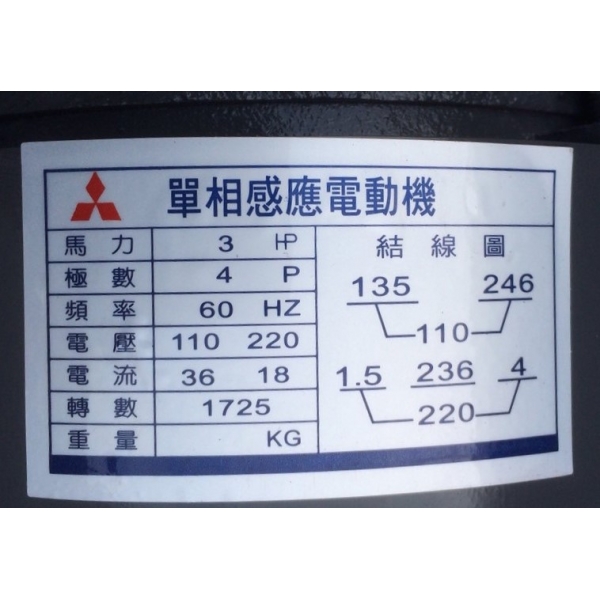 單相感應電動機
馬力 3 HP
極數 4 P
頻率 60 HZ
電壓 110 220
電流 36 18
轉數 1725
重量 KG
結線圖
135 246
110
1.5 236 4
220